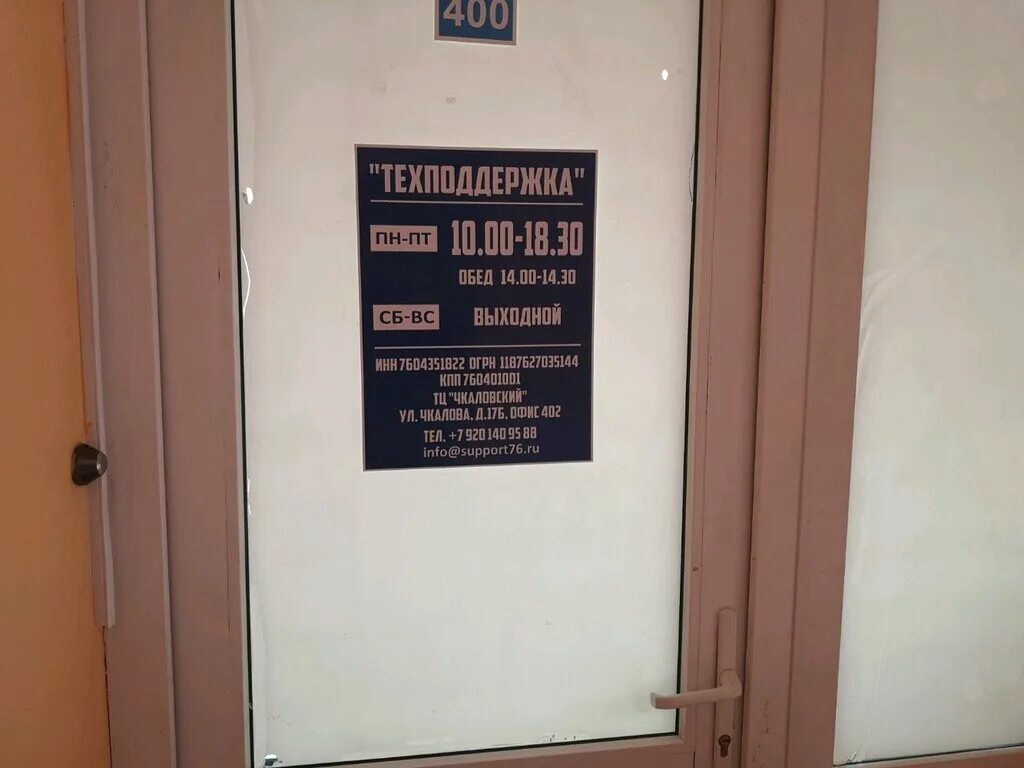 400
"ТЕХПОДДЕРЖКА"
ПН-ПТ 10.00-18.30
ОБЕД 14.00-14.30
СБ-ВС ВЫХОДНОЙ
ИНН 7604351822 ОГРН 1187627035144
КПП 760401001
ТЦ "ЧКАЛОВСКИЙ"
УЛ. ЧКАЛОВА, Д.17Б, ОФИС 402
ТЕЛ. +7 920 140 95 88
info@support76.ru